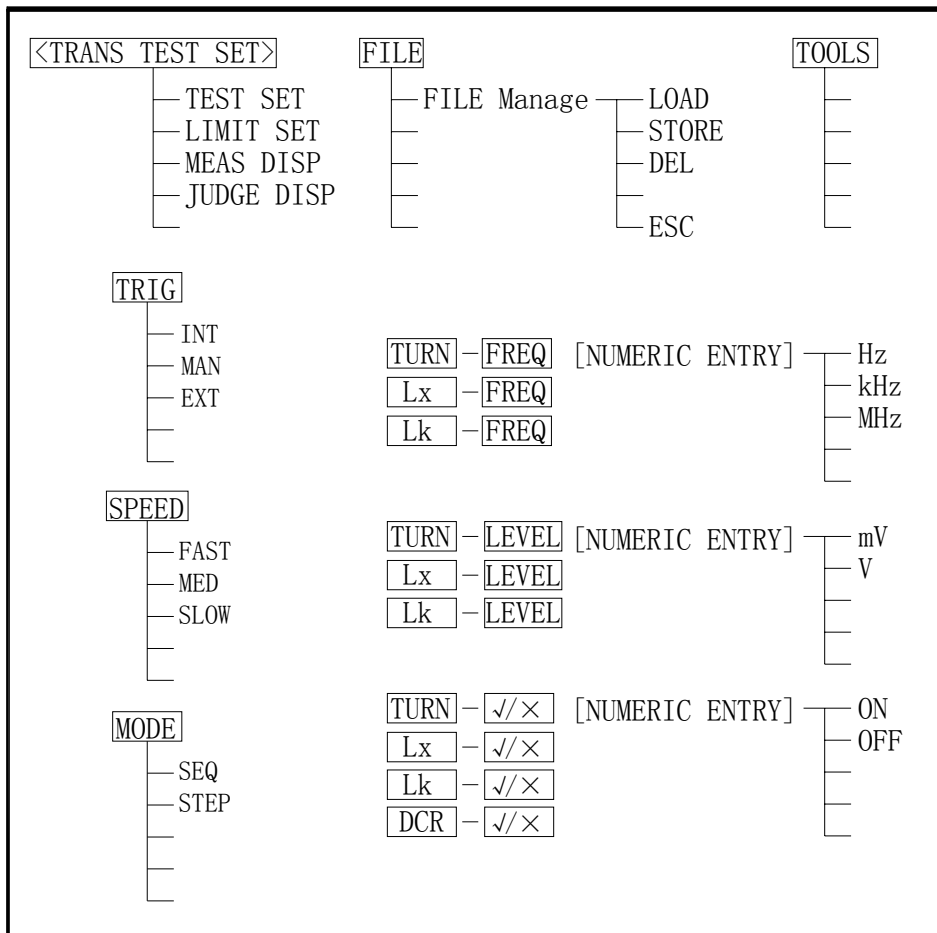 <TRANS TEST SET>
TEST SET
LIMIT SET
MEAS DISP
JUDGE DISP
FILE
FILE Manage
LOAD
STORE
DEL
ESC
TOOLS
TRIG
INT
MAN
EXT
TURN - FREQ [NUMERIC ENTRY] Hz
Lx - FREQ kHz
Lk - FREQ MHz
SPEED
FAST
MED
SLOW
TURN - LEVEL [NUMERIC ENTRY] mV
Lx - LEVEL V
Lk - LEVEL
MODE
SEQ
STEP
TURN - √/× [NUMERIC ENTRY] ON
Lx - √/× OFF
Lk - √/×
DCR - √/×